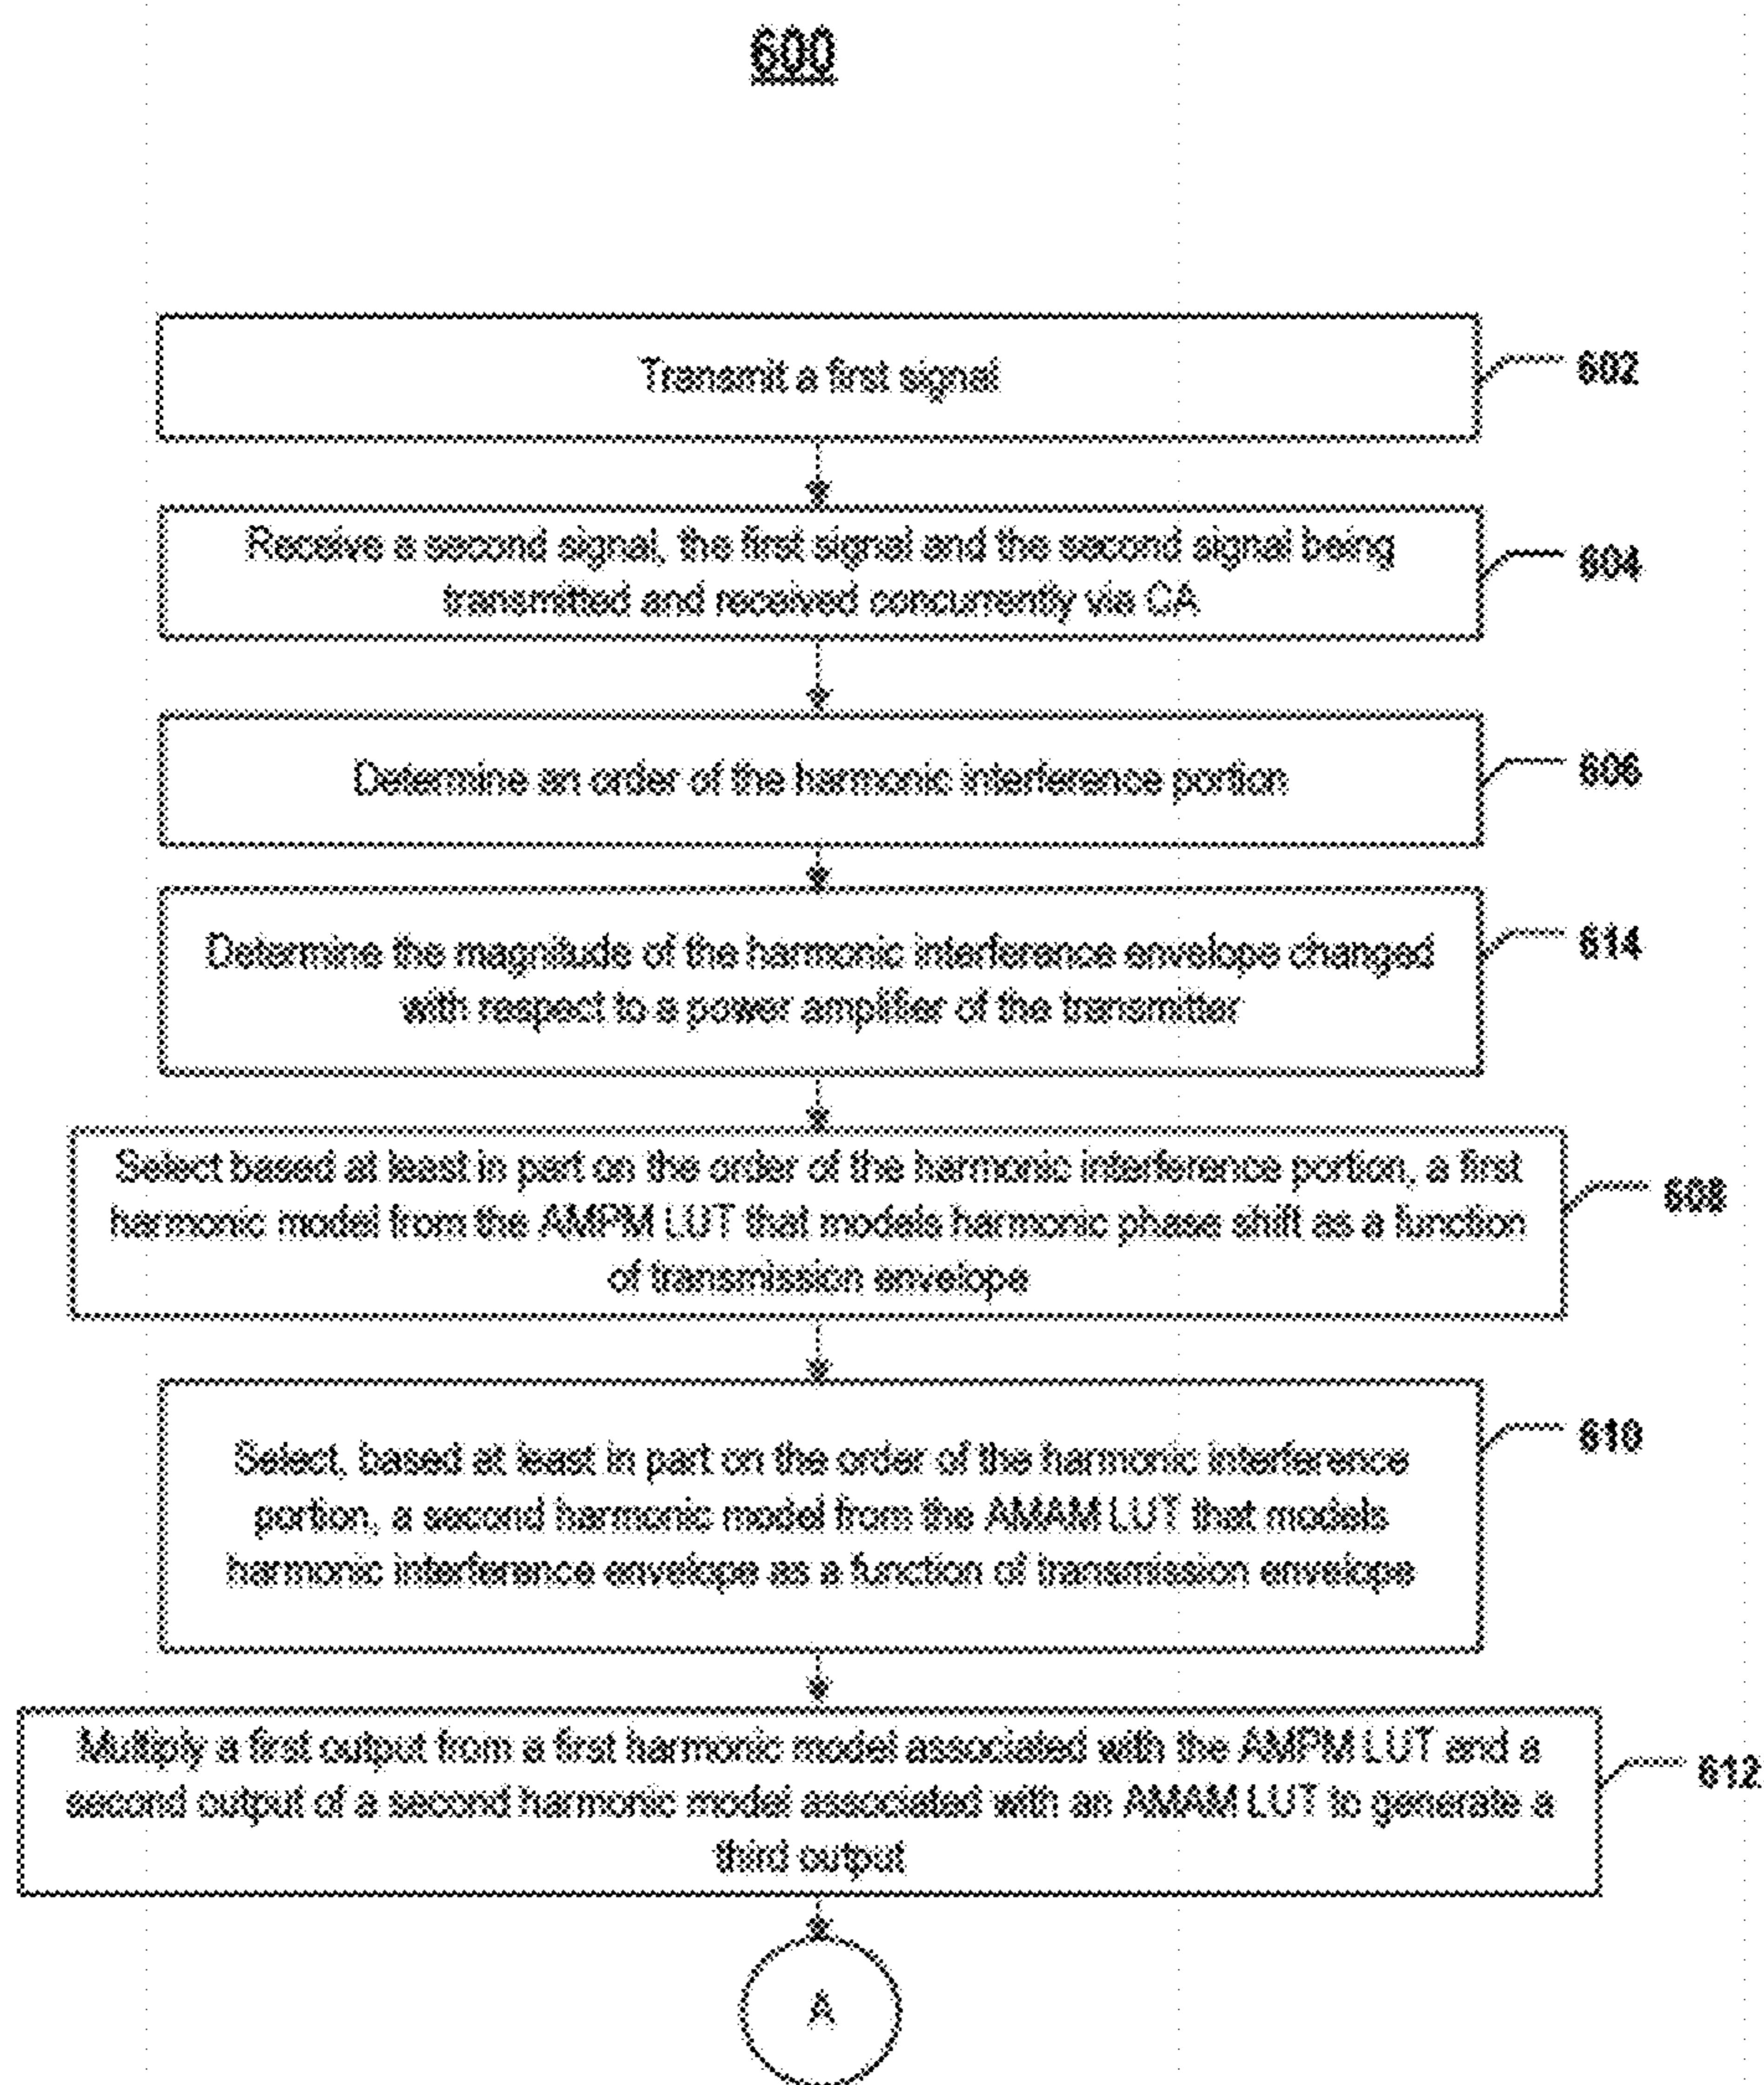 600
Transmit a first signal
602
Receive a second signal, the first signal and the second signal being
transmitted and received concurrently via CA
604
Determine an order of the harmonic interference portion
606
Determine the magnitude of the harmonic interference envelope changed
with respect to a power amplifier of the transmitter
614
Select based at least in part on the order of the harmonic interference portion, a first
harmonic model from the AMPM LUT that models harmonic phase shift as a function
of transmission envelope
608
Select, based at least in part on the order of the harmonic interference
portion, a second harmonic model from the AMAM LUT that models
harmonic interference envelope as a function of transmission envelope
610
Multiply a first output from a first harmonic model associated with the AMPM LUT and a
second output of a second harmonic model associated with an AMAM LUT to generate a
third output
612
A